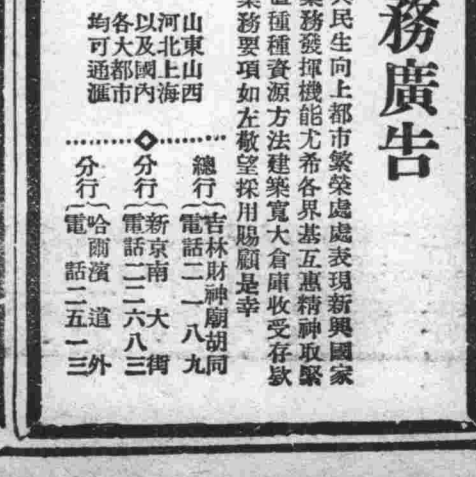 務廣告
民生向上都市繁榮處處表現新興國家
業務發揮機能尤希各界基互惠精神取緊
種種資源方法建築寬大倉庫收受存欵
業務要項如左敬望採用賜顧是幸
山東山西
河北上海
以及國內
各大都市
均可通滙
總行
吉林財神廟胡同
電話二一八九
分行
新京南大街
電話二二六八三
分行
哈爾濱道外
電話二五一三